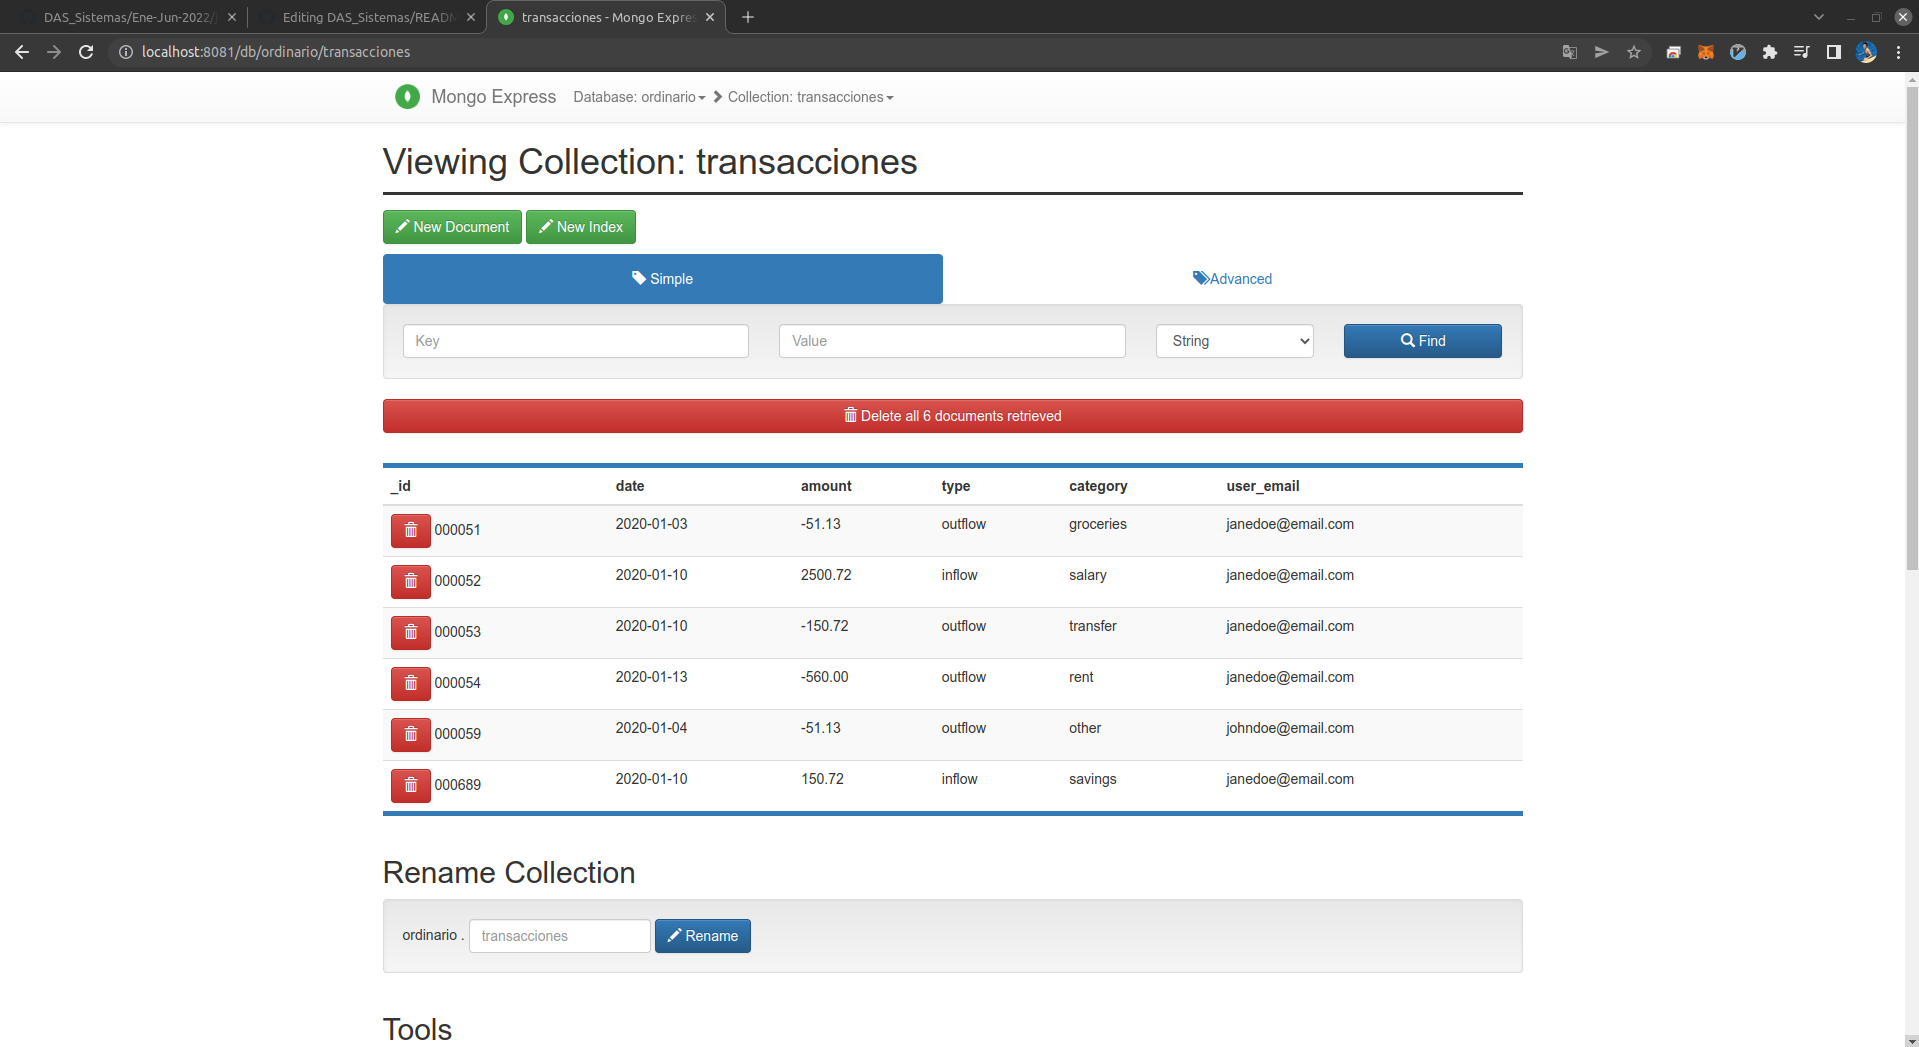 DAS_Sistemas/Ene-Jun-2022/
Editing DAS_Sistemas/READM
transacciones - Mongo Expres
localhost:8081/db/ordinario/transacciones
Mongo Express Database: ordinario Collection: transacciones
Viewing Collection: transacciones
New Document New Index
Simple Advanced
Key Value String Find
Delete all 6 documents retrieved
_id date amount type category user_email
000051 2020-01-03 -51.13 outflow groceries janedoe@email.com
000052 2020-01-10 2500.72 inflow salary janedoe@email.com
000053 2020-01-10 -150.72 outflow transfer janedoe@email.com
000054 2020-01-13 -560.00 outflow rent janedoe@email.com
000059 2020-01-04 -51.13 outflow other johndoe@email.com
000689 2020-01-10 150.72 inflow savings janedoe@email.com
Rename Collection
ordinario . transacciones Rename
Tools